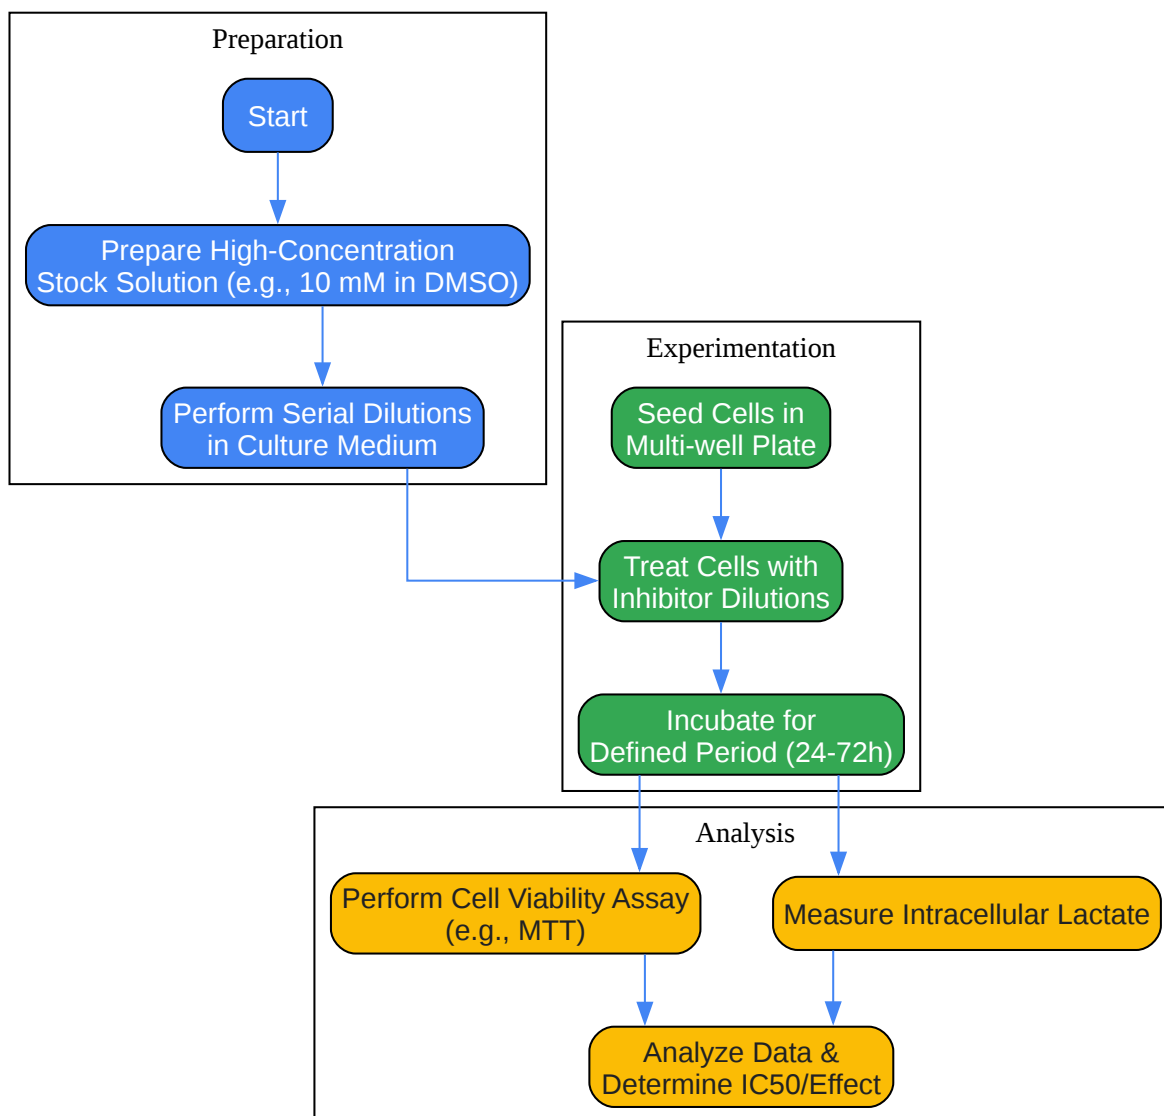 Preparation
Start
Prepare High-Concentration
Stock Solution (e.g., 10 mM in DMSO)
Perform Serial Dilutions
in Culture Medium
Experimentation
Seed Cells in
Multi-well Plate
Treat Cells with
Inhibitor Dilutions
Incubate for
Defined Period (24-72h)
Analysis
Perform Cell Viability Assay
(e.g., MTT)
Measure Intracellular Lactate
Analyze Data &
Determine IC50/Effect